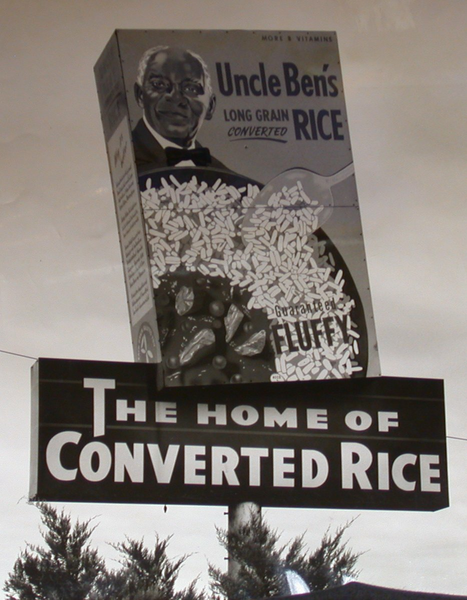 MORE B VITAMINS
Uncle Ben's
LONG GRAIN
CONVERTED RICE
Guaranteed
FLUFFY
THE HOME OF
CONVERTED RICE